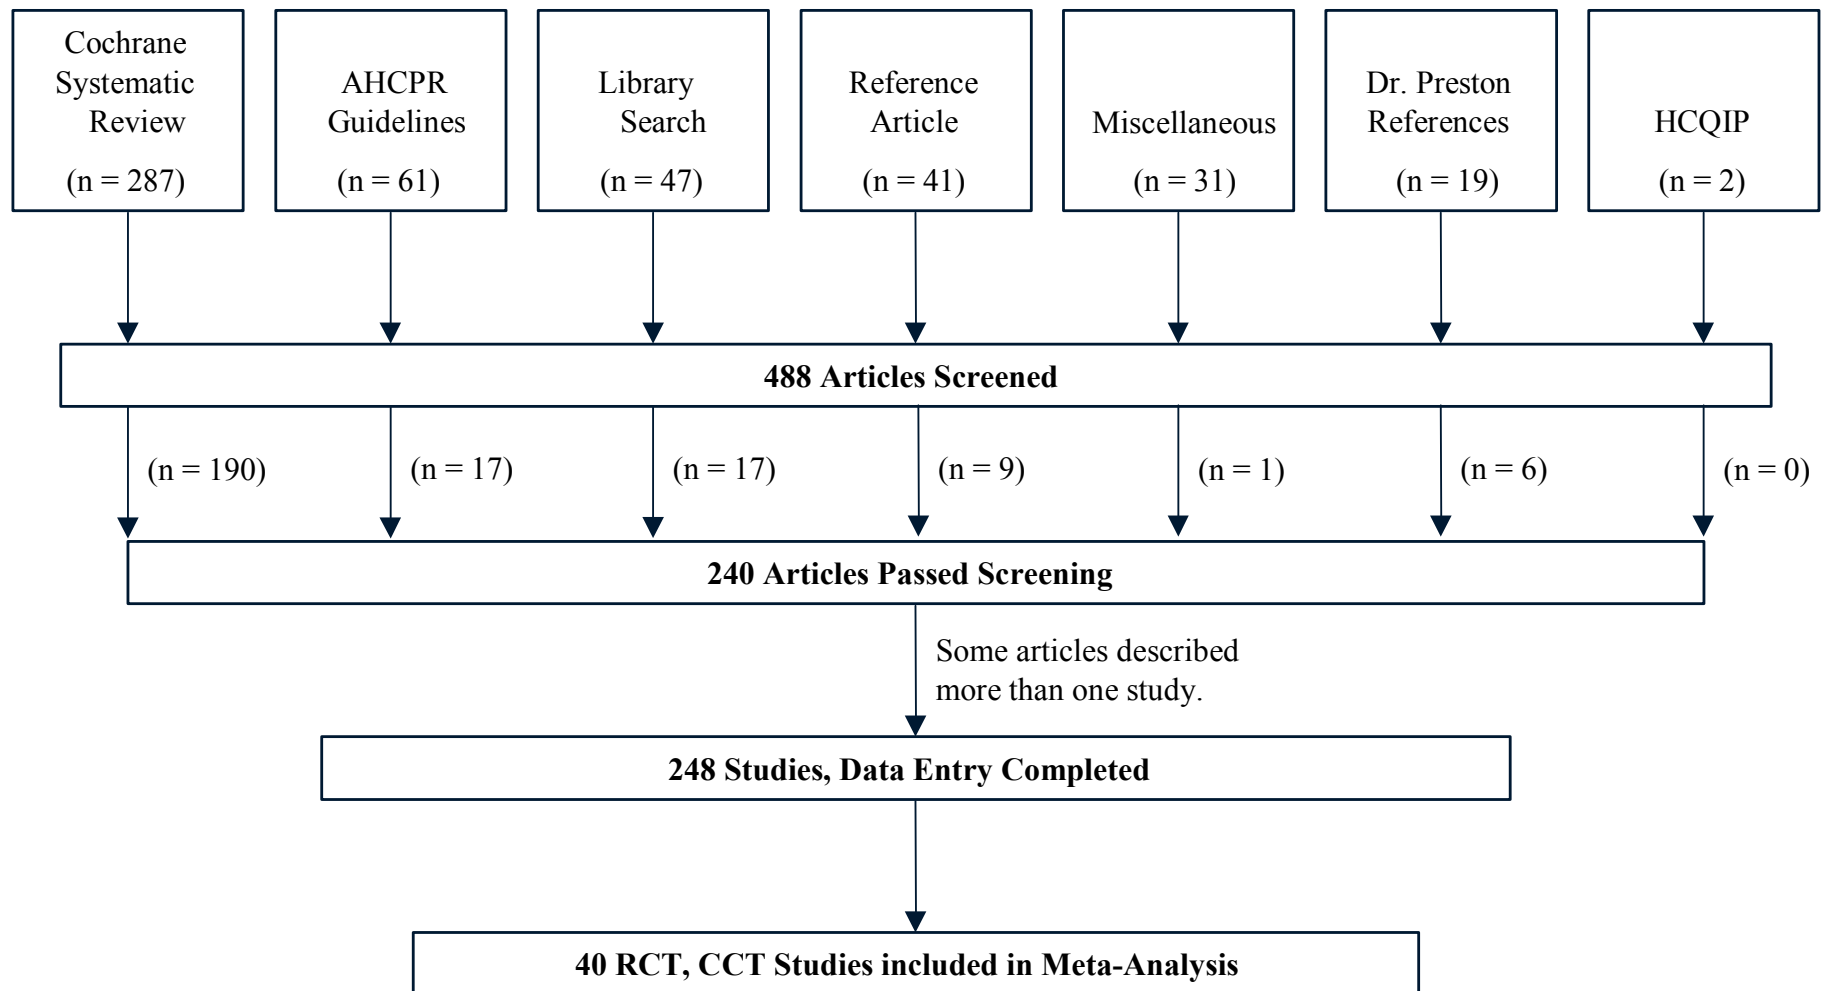 Cochrane
Systematic
Review
(n = 287)
AHCPR
Guidelines
(n = 61)
Library
Search
(n = 47)
Reference
Article
(n = 41)
Miscellaneous
(n = 31)
Dr. Preston
References
(n = 19)
HCQIP
(n = 2)
488 Articles Screened
(n = 190)
(n = 17)
(n = 17)
(n = 9)
(n = 1)
(n = 6)
(n = 0)
240 Articles Passed Screening
Some articles described
more than one study.
248 Studies, Data Entry Completed
40 RCT, CCT Studies included in Meta-Analysis